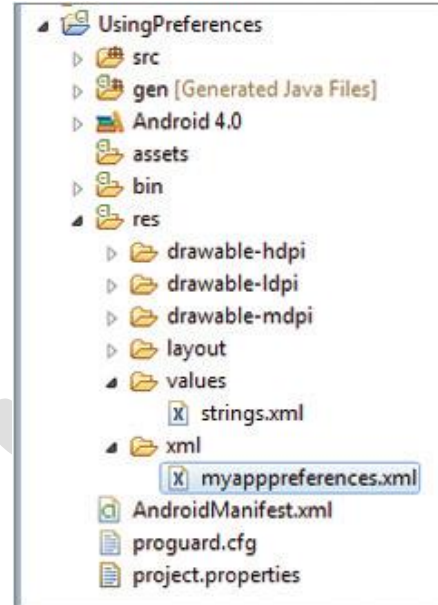 UsingPreferences
src
gen [Generated Java Files]
Android 4.0
assets
bin
res
drawable-hdpi
drawable-ldpi
drawable-mdpi
layout
values
strings.xml
xml
myapppreferences.xml
AndroidManifest.xml
proguard.cfg
project.properties